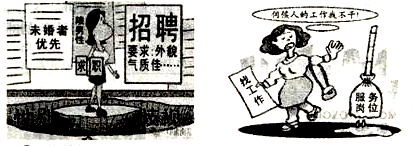 未婚者
优先
限男性
招聘
要求：外貌
气质佳……
求职
伺候人的工作我不干！
找工作
服务
岗位